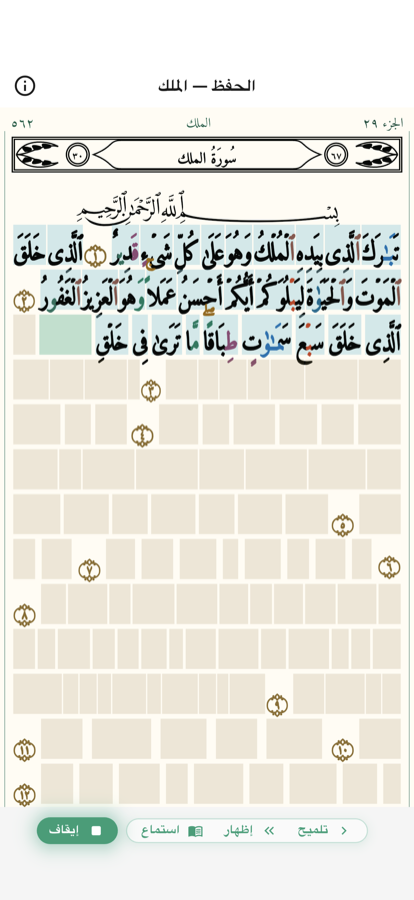 الحفظ – الملك
الجزء ٢٩
الملك
٥٦٢
٦٧
سُورَةُ الملك
٣٠
بِسْمِ ٱللَّهِ ٱلرَّحْمَٰنِ ٱلرَّحِيمِ
تَبَٰرَكَ ٱلَّذِى بِيَدِهِ ٱلْمُلْكُ وَهُوَ عَلَىٰ كُلِّ شَىْءٍ قَدِيرٌ ١ ٱلَّذِى خَلَقَ
ٱلْمَوْتَ وَٱلْحَيَوٰةَ لِيَبْلُوَكُمْ أَيُّكُمْ أَحْسَنُ عَمَلًا وَهُوَ ٱلْعَزِيزُ ٱلْغَفُورُ ٢
ٱلَّذِى خَلَقَ سَبْعَ سَمَٰوَٰتٍ طِبَاقًا مَّا تَرَىٰ فِى خَلْقِ
٣
٤
٥
٦ ٧
٨
٩
١٠ ١١
١٢
تلميح
إظهار
استماع
إيقاف